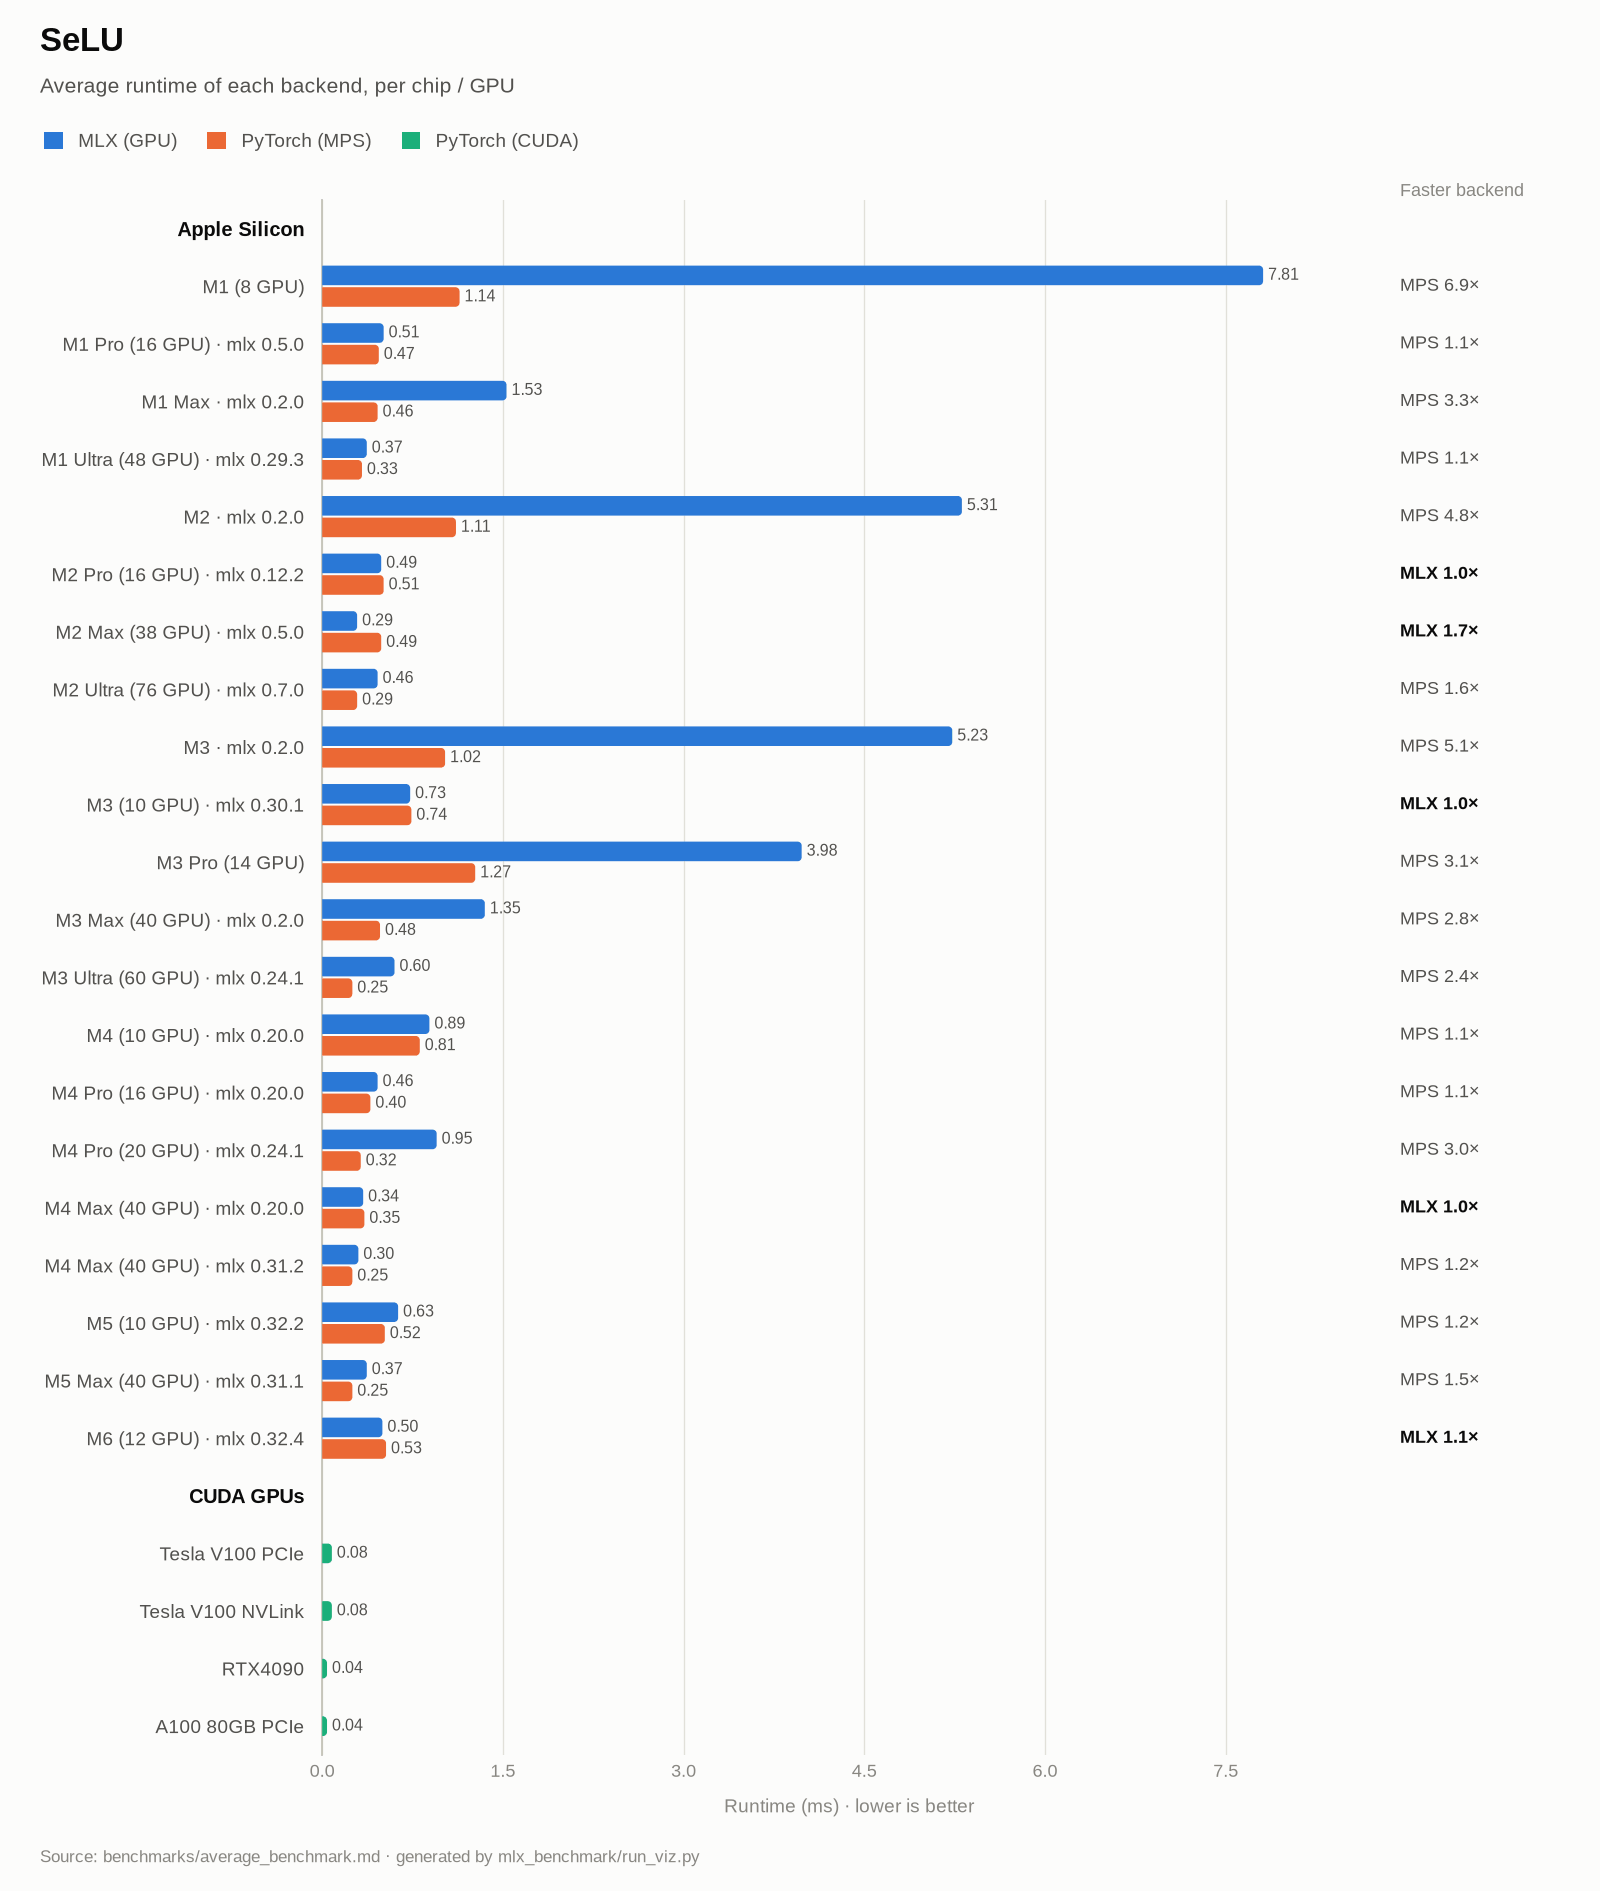 SeLU
Average runtime of each backend, per chip / GPU
MLX (GPU) PyTorch (MPS) PyTorch (CUDA)
Faster backend
Apple Silicon
M1 (8 GPU) 7.81 1.14 MPS 6.9×
M1 Pro (16 GPU) · mlx 0.5.0 0.51 0.47 MPS 1.1×
M1 Max · mlx 0.2.0 1.53 0.46 MPS 3.3×
M1 Ultra (48 GPU) · mlx 0.29.3 0.37 0.33 MPS 1.1×
M2 · mlx 0.2.0 5.31 1.11 MPS 4.8×
M2 Pro (16 GPU) · mlx 0.12.2 0.49 0.51 MLX 1.0×
M2 Max (38 GPU) · mlx 0.5.0 0.29 0.49 MLX 1.7×
M2 Ultra (76 GPU) · mlx 0.7.0 0.46 0.29 MPS 1.6×
M3 · mlx 0.2.0 5.23 1.02 MPS 5.1×
M3 (10 GPU) · mlx 0.30.1 0.73 0.74 MLX 1.0×
M3 Pro (14 GPU) 3.98 1.27 MPS 3.1×
M3 Max (40 GPU) · mlx 0.2.0 1.35 0.48 MPS 2.8×
M3 Ultra (60 GPU) · mlx 0.24.1 0.60 0.25 MPS 2.4×
M4 (10 GPU) · mlx 0.20.0 0.89 0.81 MPS 1.1×
M4 Pro (16 GPU) · mlx 0.20.0 0.46 0.40 MPS 1.1×
M4 Pro (20 GPU) · mlx 0.24.1 0.95 0.32 MPS 3.0×
M4 Max (40 GPU) · mlx 0.20.0 0.34 0.35 MLX 1.0×
M4 Max (40 GPU) · mlx 0.31.2 0.30 0.25 MPS 1.2×
M5 (10 GPU) · mlx 0.32.2 0.63 0.52 MPS 1.2×
M5 Max (40 GPU) · mlx 0.31.1 0.37 0.25 MPS 1.5×
M6 (12 GPU) · mlx 0.32.4 0.50 0.53 MLX 1.1×
CUDA GPUs
Tesla V100 PCIe 0.08
Tesla V100 NVLink 0.08
RTX4090 0.04
A100 80GB PCIe 0.04
0.0 1.5 3.0 4.5 6.0 7.5
Runtime (ms) · lower is better
Source: benchmarks/average_benchmark.md · generated by mlx_benchmark/run_viz.py